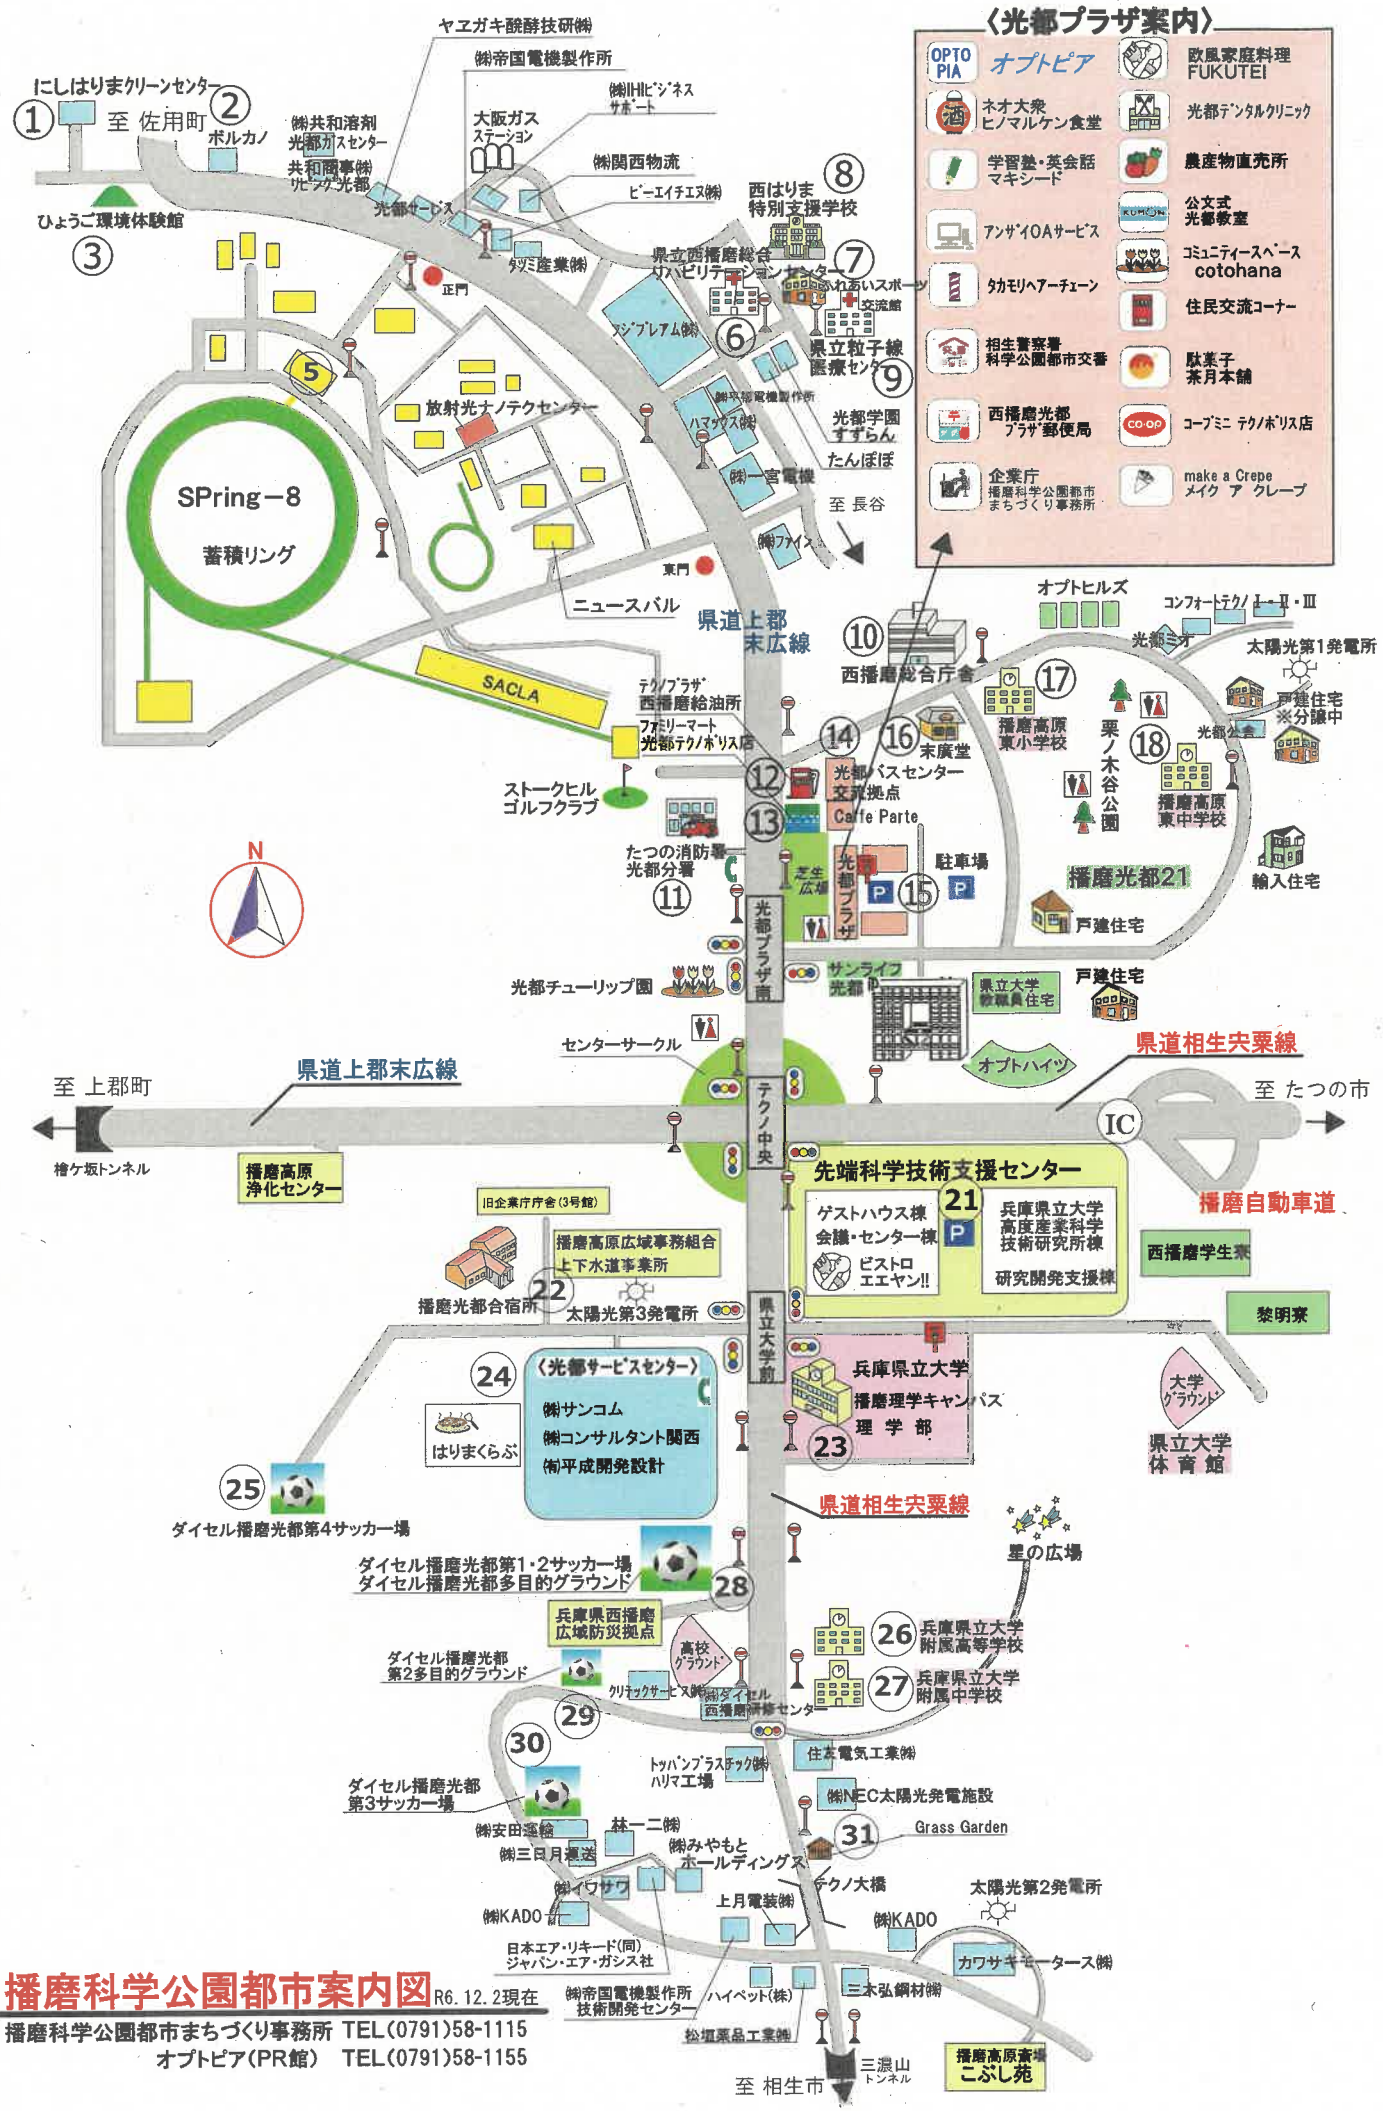 〈光都プラザ案内〉
OPTO
PIA
オプトピア
欧風家庭料理
FUKUTEI
酒
ネオ大衆
ヒノマルケン食堂
光都デンタルクリニック
学習塾・英会話
マキシード
農産物直売所
アンザイOAサービス
KUMON
公文式
光都教室
タカモリヘアーチェーン
コミュニティースペース
cotohana
相生警察署
科学公園都市交番
住民交流コーナー
西播磨光都
プラザ郵便局
駄菓子
茶月本舗
企業庁
播磨科学公園都市
まちづくり事務所
CO・OP
コープミニ テクノポリス店
make a Crepe
メイク ア クレープ
ヤヱガキ醗酵技研㈱
㈱帝国電機製作所
にしはりまクリーンセンター
①
至 佐用町
②
ボルカノ
㈱共和溶剤
光都ガスセンター
共和商事㈱
リビング光都
大阪ガス
ステーション
㈱IHIビジネス
サポート
㈱関西物流
ビーエイチエヌ㈱
光都サービス
タツミ産業㈱
ひょうご環境体験館
③
正門
⑧
西はりま
特別支援学校
県立西播磨総合
リハビリテーションセンター
⑦
ふれあいスポーツ
交流館
⑥
フジプレアム㈱
県立粒子線
医療センター
⑨
㈱平福電機製作所
ハマックス㈱
光都学園
すずらん
たんぽぽ
㈱一宮電機
至 長谷
㈱ファイン
5
放射光ナノテクセンター
SPring－8
蓄積リング
東門
ニュースバル
SACLA
県道上郡
末広線
⑩
西播磨総合庁舎
オプトヒルズ
コンフォートテクノⅠ・Ⅱ・Ⅲ
光都ミオ
太陽光第1発電所
戸建住宅
※分譲中
光都公舎
⑰
播磨高原
東小学校
栗ノ木谷公園
⑱
播磨高原
東中学校
テクノプラザ
西播磨給油所
ファミリーマート
光都テクノポリス店
⑫
⑬
⑭
光都バスセンター
交流拠点
Caffe Parte
⑯
末廣堂
ストークヒル
ゴルフクラブ
たつの消防署
光都分署
⑪
芝生
広場
光都プラザ
P
⑮
駐車場
P
播磨光都21
輸入住宅
戸建住宅
N
光都プラザ南
光都チューリップ園
サンライフ
光都
県立大学
教職員住宅
戸建住宅
オプトハイツ
センターサークル
至 上郡町
県道上郡末広線
県道相生宍粟線
至 たつの市
テクノ中央
IC
檜ケ坂トンネル
播磨高原
浄化センター
播磨自動車道
先端科学技術支援センター
21
ゲストハウス棟
会議・センター棟
ビストロ
エエヤン!!
P
兵庫県立大学
高度産業科学
技術研究所棟
研究開発支援棟
西播磨学生寮
黎明寮
旧企業庁庁舎(3号館)
播磨高原広域事務組合
上下水道事業所
22
播磨光都合宿所
太陽光第3発電所
県立大学前
24
〈光都サービスセンター〉
㈱サンコム
㈱コンサルタント関西
㈲平成開発設計
はりまくらぶ
兵庫県立大学
播磨理学キャンパス
理 学 部
23
大学
グラウンド
県立大学
体 育 館
25
ダイセル播磨光都第4サッカー場
県道相生宍粟線
星の広場
ダイセル播磨光都第1・2サッカー場
ダイセル播磨光都多目的グラウンド
28
兵庫県西播磨
広域防災拠点
高校
グラウンド
26
兵庫県立大学
附属高等学校
27
兵庫県立大学
附属中学校
ダイセル播磨光都
第2多目的グラウンド
29
クリテックサービス㈱
㈱ダイセル
西播磨研修センター
30
ダイセル播磨光都
第3サッカー場
トッパンプラスチック㈱
ハリマ工場
住友電気工業㈱
㈱NEC太陽光発電施設
31
Grass Garden
㈱安田運輸
林一二㈱
㈱三日月運送
㈱みやもと
ホールディングス
㈱イワサワ
テクノ大橋
太陽光第2発電所
㈱KADO
上月電装㈱
㈱KADO
日本エア・リキード(同)
ジャパン・エア・ガシス社
カワサキモータース㈱
㈱帝国電機製作所
技術開発センター
ハイペット(株)
三木弘鋼材㈱
松垣薬品工業㈱
播磨科学公園都市案内図 R6.12.2現在
播磨科学公園都市まちづくり事務所 TEL(0791)58-1115
オプトピア(PR館) TEL(0791)58-1155
至 相生市
三濃山
トンネル
播磨高原斎場
こぶし苑